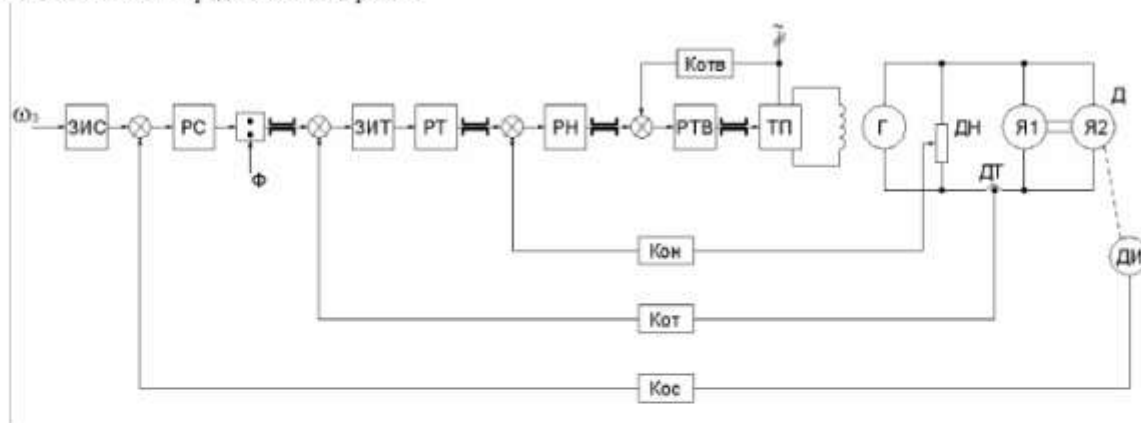 Котв
Д
ω₃ ЗИС РС : ЗИТ РТ РН РТВ ТП Г ДН Я1 Я2
Ф
ДТ
Кон
ДИ
Кот
Кос